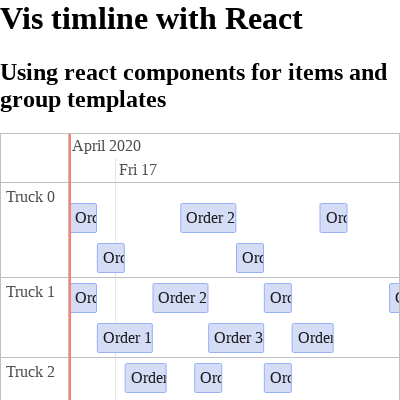 Vis timline with React
Using react components for items and
group templates
April 2020
Fri 17
Truck 0
Ord
Order 2
Ord
Ord
Ord
Truck 1
Ord
Order 2
Ord
Order 1
Order 3
Order
Truck 2
Order
Ord
Ord